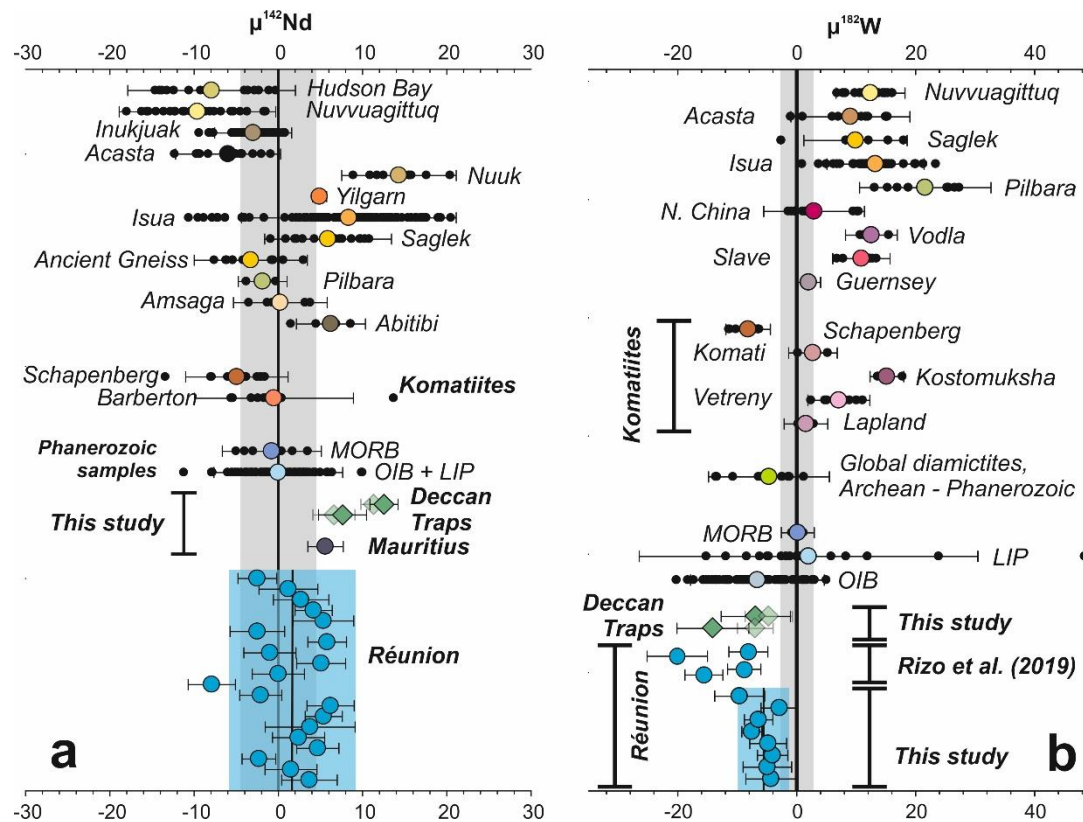 μ¹⁴²Nd
-30 -20 -10 0 10 20 30
Hudson Bay
Nuvvuagittuq
Inukjuak
Acasta
Nuuk
Yilgarn
Isua
Saglek
Ancient Gneiss
Pilbara
Amsaga
Abitibi
Schapenberg
Komatiites
Barberton
Phanerozoic
samples
MORB
OIB + LIP
This study
Deccan
Traps
Mauritius
Réunion
a
-30 -20 -10 0 10 20 30
μ¹⁸²W
-20 0 20 40
Nuvvuagittuq
Acasta
Saglek
Isua
Pilbara
N. China
Vodla
Slave
Guernsey
Komatiites
Schapenberg
Komati
Kostomuksha
Vetreny
Lapland
Global diamictites,
Archean - Phanerozoic
MORB
LIP
OIB
Deccan
Traps
This study
Rizo et al. (2019)
Réunion
This study
b
-20 0 20 40